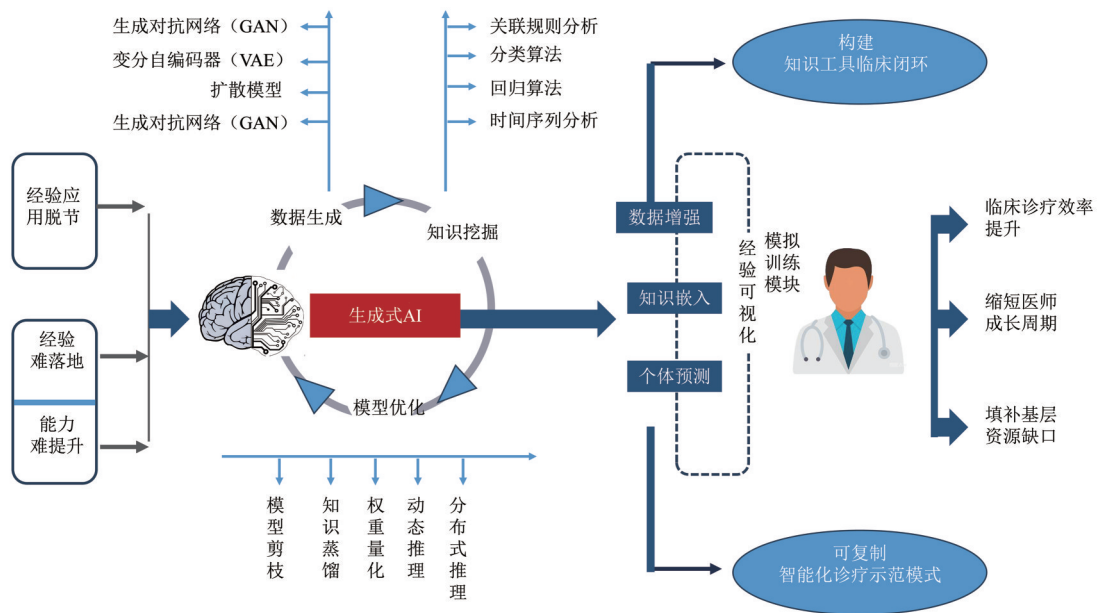 生成对抗网络（GAN）
变分自编码器（VAE）
扩散模型
生成对抗网络（GAN）
关联规则分析
分类算法
回归算法
时间序列分析
构建
知识工具临床闭环
经验应
用脱节
经验
难落地
能力
难提升
数据生成
知识挖掘
生成式AI
模型优化
模型剪枝
知识蒸馏
权重量化
动态推理
分布式推理
数据增强
知识嵌入
个体预测
经验可视化
模拟
训练
模块
临床诊疗效率
提升
缩短医师
成长周期
填补基层
资源缺口
可复制
智能化诊疗示范模式